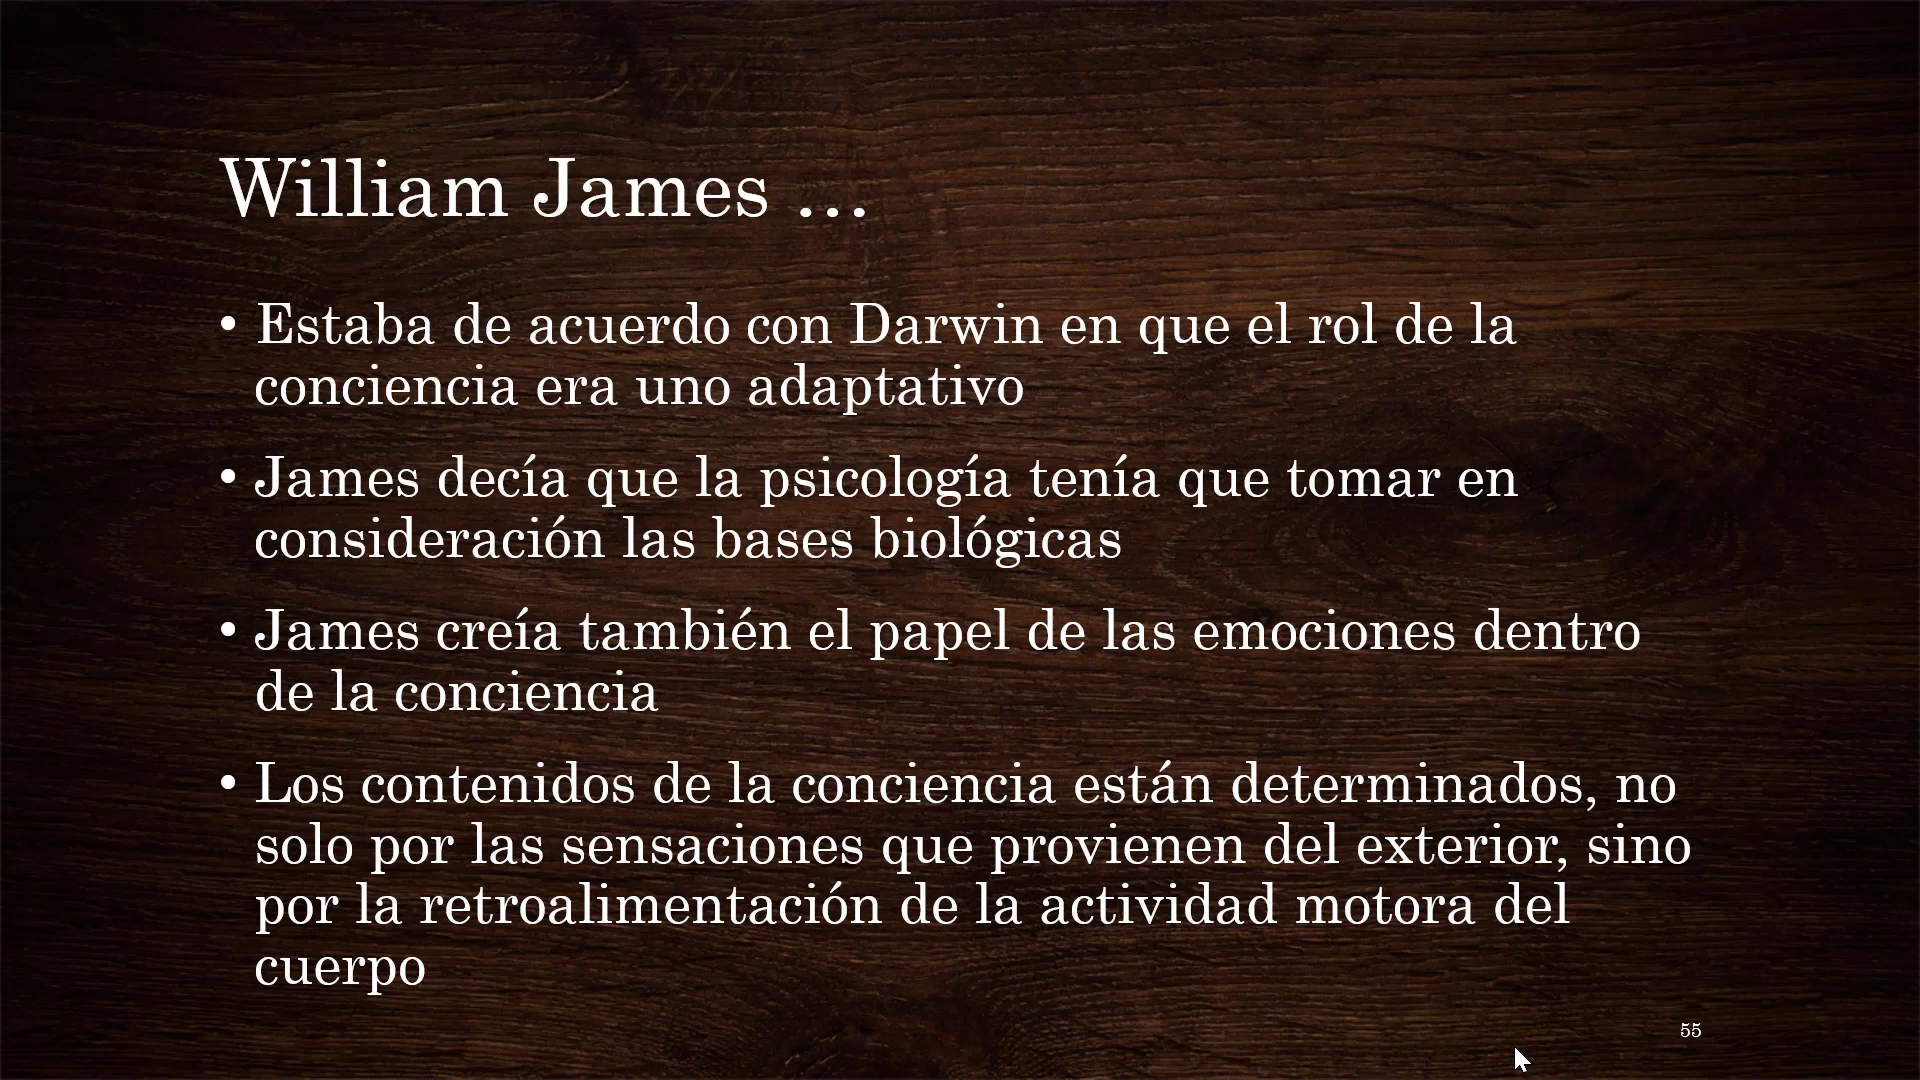 William James …
• Estaba de acuerdo con Darwin en que el rol de la
conciencia era uno adaptativo
• James decía que la psicología tenía que tomar en
consideración las bases biológicas
• James creía también el papel de las emociones dentro
de la conciencia
• Los contenidos de la conciencia están determinados, no
solo por las sensaciones que provienen del exterior, sino
por la retroalimentación de la actividad motora del
cuerpo
55